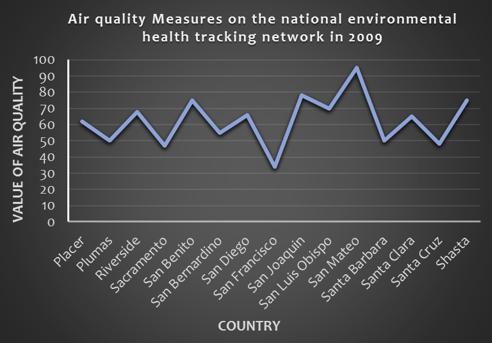 Air quality Measures on the national environmental
health tracking network in 2009
VALUE OF AIR QUALITY
100
90
80
70
60
50
40
30
20
10
0
Placer
Plumas
Riverside
Sacramento
San Benito
San Bernardino
San Diego
San Francisco
San Joaquin
San Luis Obispo
San Mateo
Santa Barbara
Santa Clara
Santa Cruz
Shasta
COUNTRY